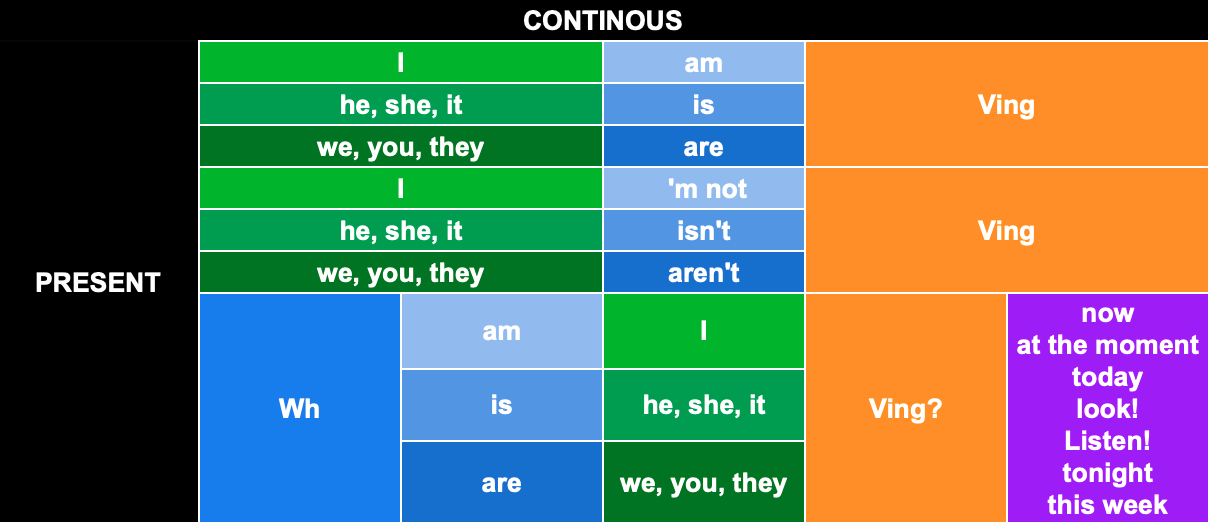 CONTINOUS
PRESENT
I am Ving
he, she, it is
we, you, they are
I 'm not Ving
he, she, it isn't
we, you, they aren't
Wh am I Ving?
is he, she, it
are we, you, they
now
at the moment
today
look!
Listen!
tonight
this week